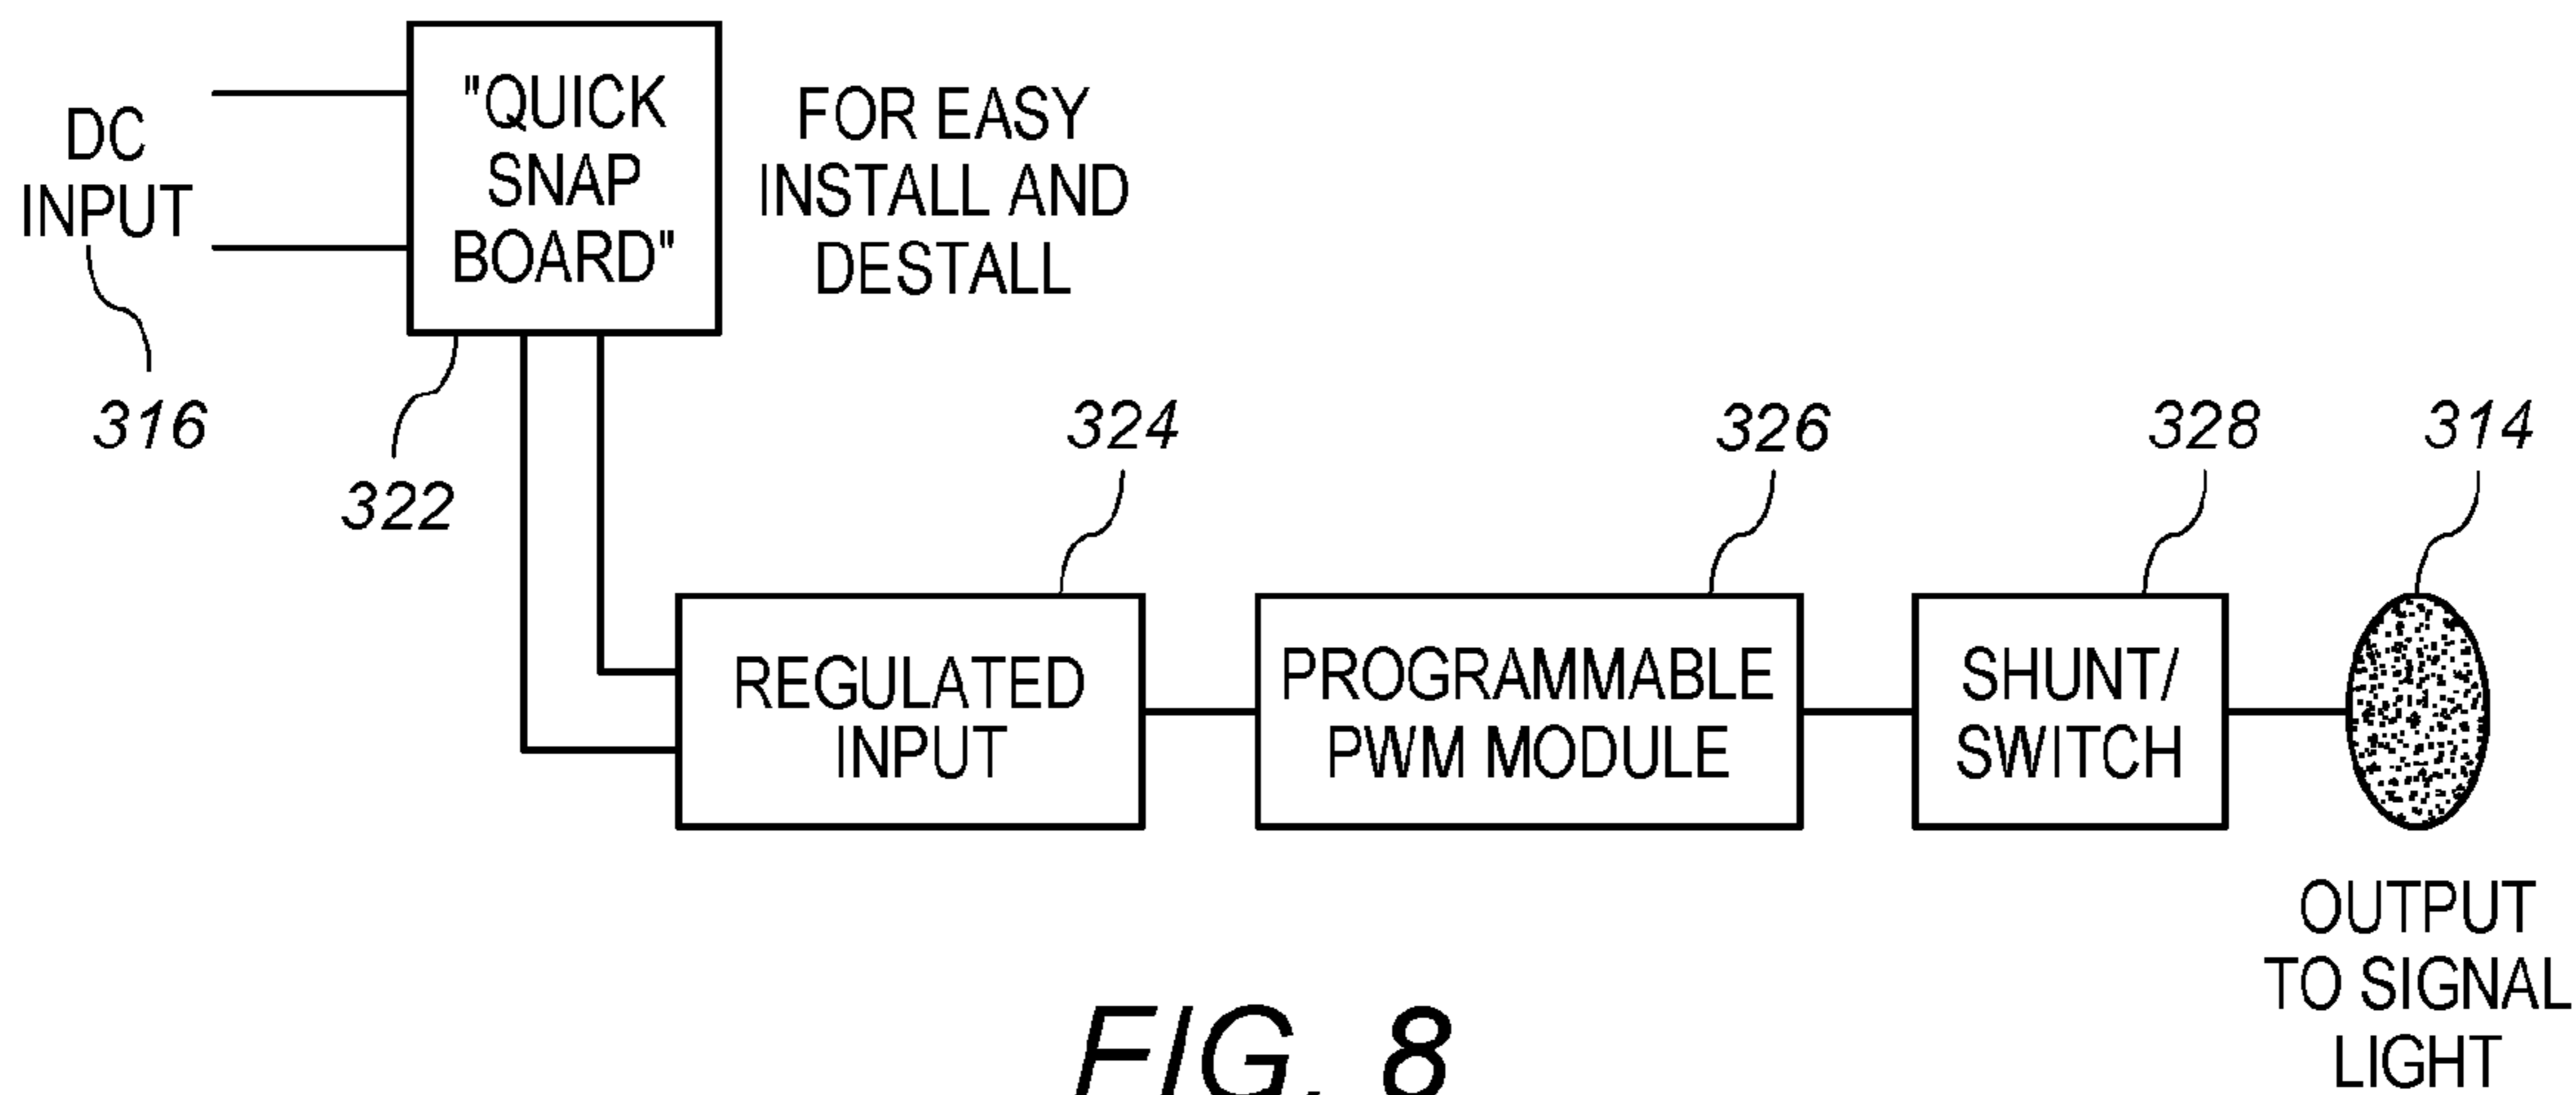 DC
INPUT
316
"QUICK
SNAP
BOARD"
322
FOR EASY
INSTALL AND
DESTALL
324
REGULATED
INPUT
326
PROGRAMMABLE
PWM MODULE
328
SHUNT/
SWITCH
314
OUTPUT
TO SIGNAL
LIGHT
FIG. 8